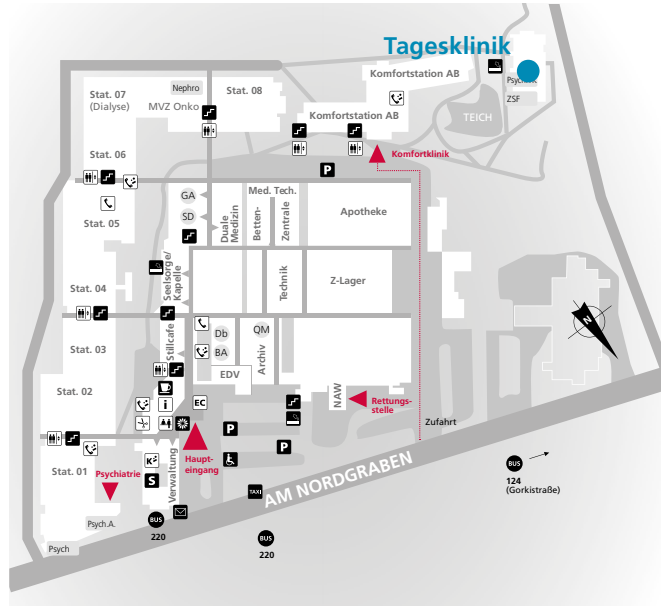 Tagesklinik
Komfortstation AB
Psych. A.
ZSF
TEICH
Stat. 07
(Dialyse)
Nephro
MVZ Onko
Stat. 08
Komfortstation AB
Komfortklinik
Stat. 06
P
GA
SD
Duale
Medizin
Med. Tech.
Betten-
Zentrale
Apotheke
Stat. 05
Seelsorge/
Kapelle
Technik
Z-Lager
Stat. 04
N
Stat. 03
Stillcafe
Db
BA
QM
Archiv
EDV
Stat. 02
i
EC
NAW
Rettungs-
stelle
Zufahrt
P
P
Haupt-
eingang
Stat. 01
Psychiatrie
K
S
Verwaltung
TAXI
AM NORDGRABEN
BUS
124
(Gorkistraße)
Psych.A.
Psych
BUS
220
BUS
220